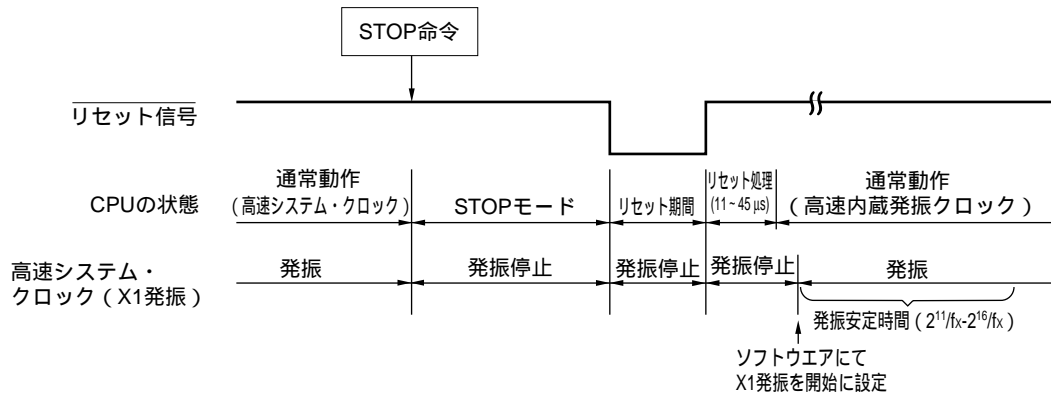 STOP命令
リセット信号
CPUの状態
通常動作
(高速システム・クロック)
STOPモード
リセット期間
リセット処理
(11~45 μs)
通常動作
(高速内蔵発振クロック)
高速システム・
クロック(X1発振)
発振
発振停止
発振停止
発振停止
発振
発振安定時間(2¹¹/fx-2¹⁶/fx)
ソフトウエアにて
X1発振を開始に設定